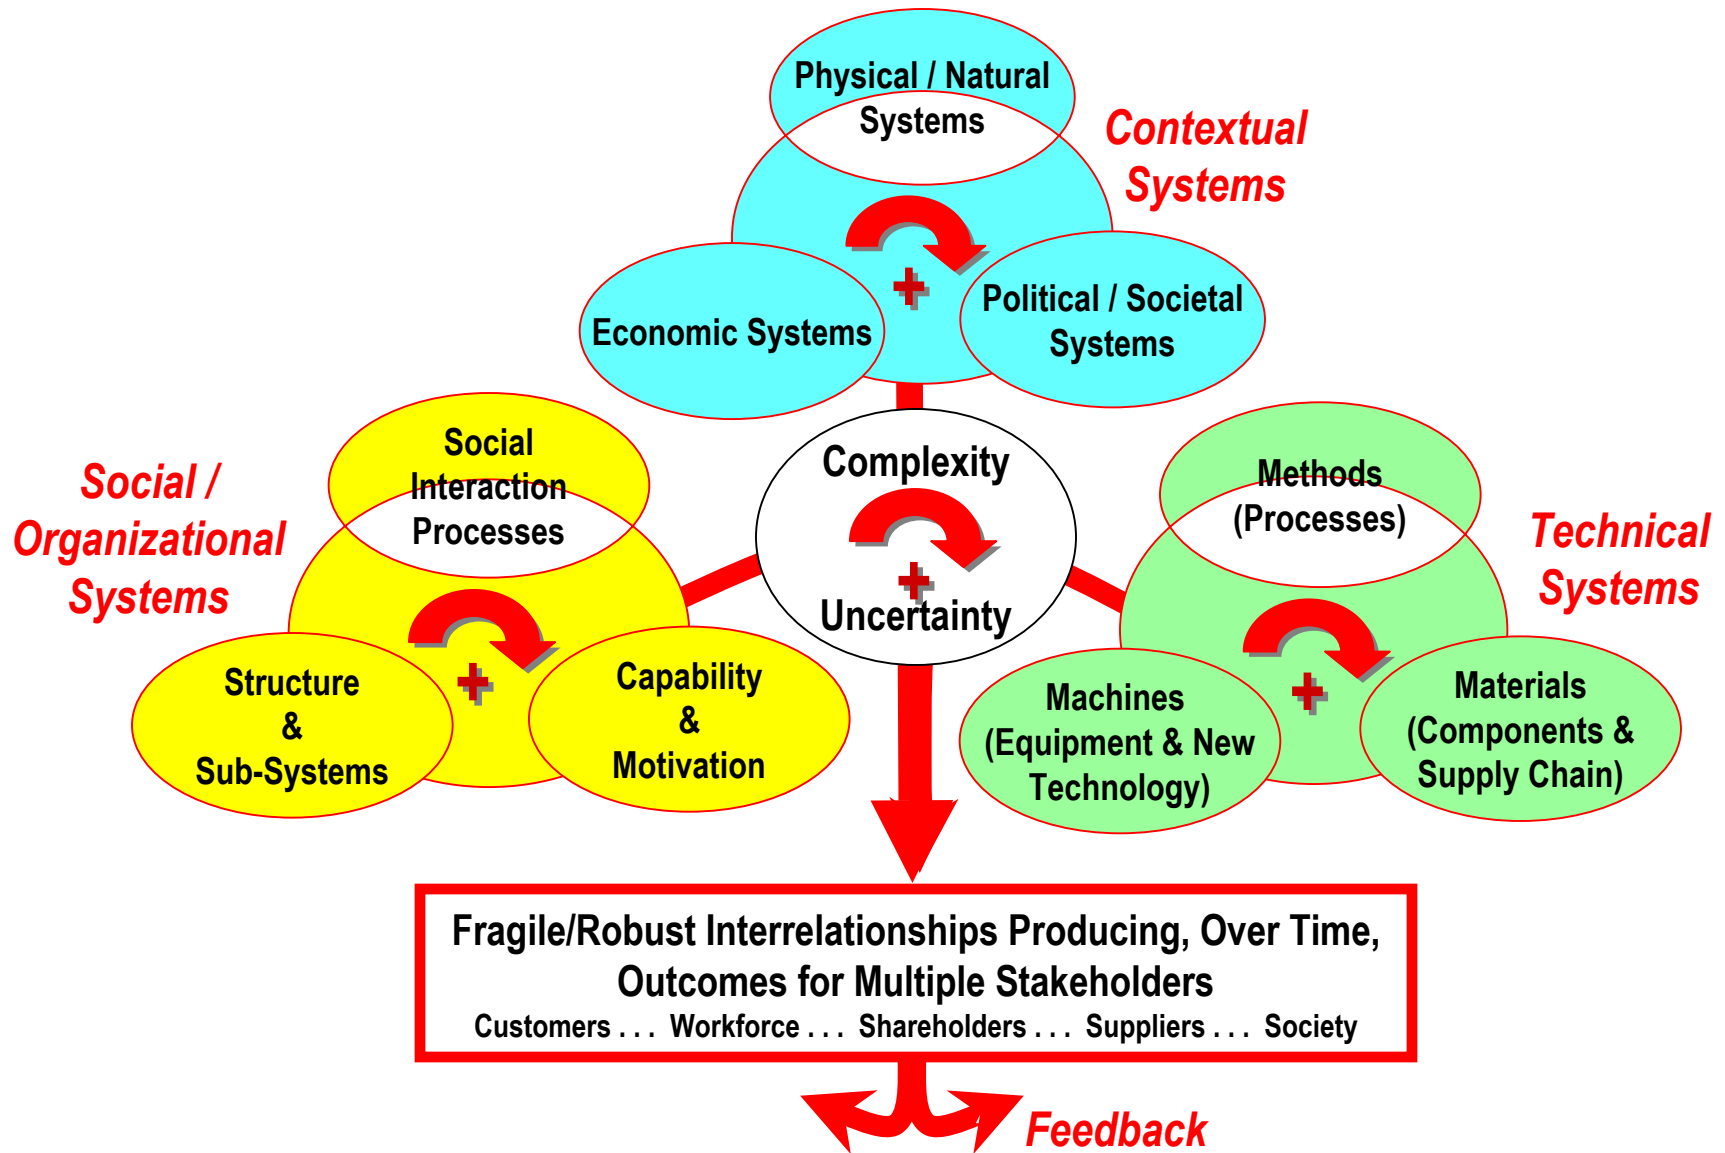 Physical / Natural
Systems
Contextual
Systems
+
Economic Systems
Political / Societal
Systems
Social /
Organizational
Systems
Social
Interaction
Processes
+
Structure
&
Sub-Systems
Capability
&
Motivation
Complexity
+
Uncertainty
Methods
(Processes)
Technical
Systems
+
Machines
(Equipment & New
Technology)
Materials
(Components &
Supply Chain)
Fragile/Robust Interrelationships Producing, Over Time,
Outcomes for Multiple Stakeholders
Customers . . . Workforce . . . Shareholders . . . Suppliers . . . Society
Feedback